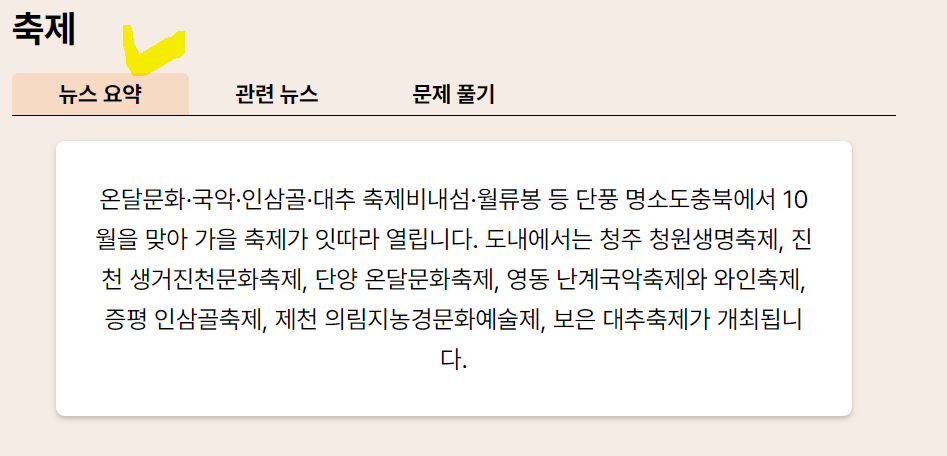 축제
뉴스 요약 관련 뉴스 문제 풀기
온달문화·국악·인삼골·대추 축제비내섬·월류봉 등 단풍 명소도충북에서 10
월을 맞아 가을 축제가 잇따라 열립니다. 도내에서는 청주 청원생명축제, 진
천 생거진천문화축제, 단양 온달문화축제, 영동 난계국악축제와 와인축제,
증평 인삼골축제, 제천 의림지농경문화예술제, 보은 대추축제가 개최됩니
다.